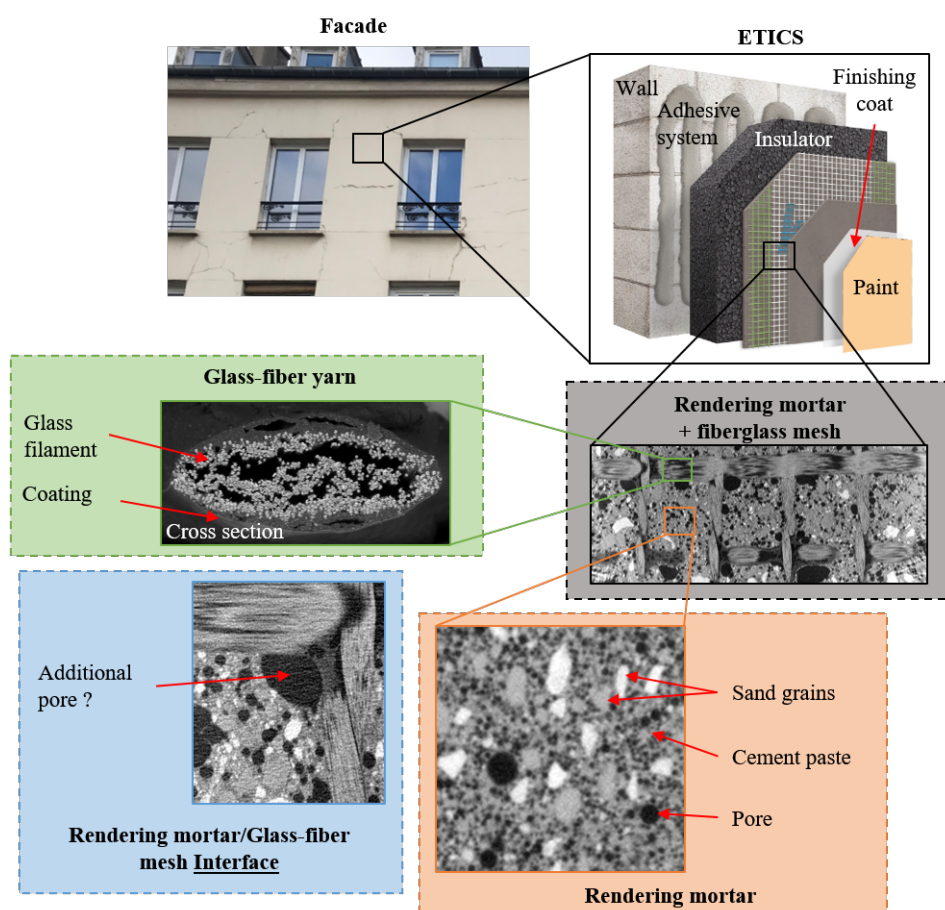 Facade
ETICS
Wall
Adhesive
system
Insulator
Finishing
coat
Paint
Glass-fiber yarn
Glass
filament
Coating
Cross section
Rendering mortar
+ fiberglass mesh
Additional
pore ?
Rendering mortar/Glass-fiber
mesh Interface
Sand grains
Cement paste
Pore
Rendering mortar